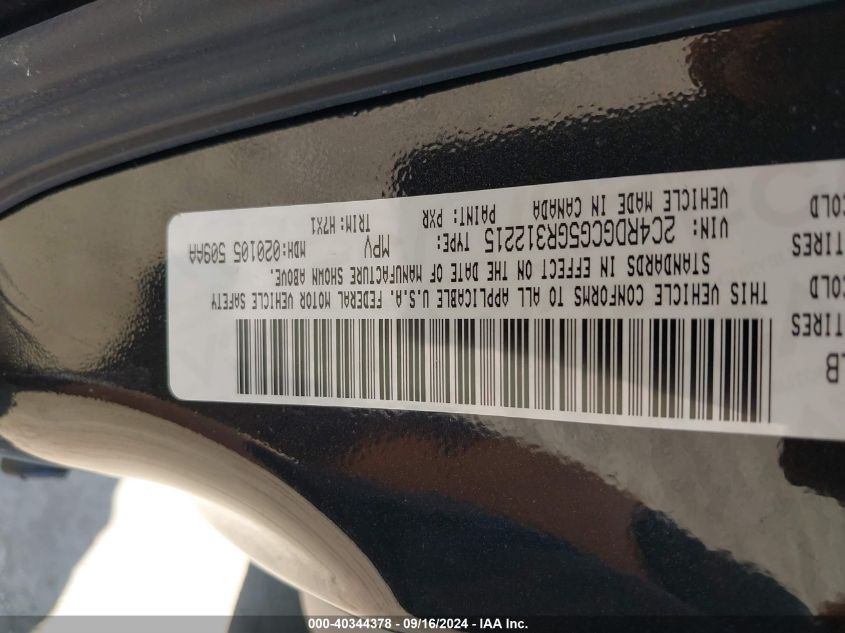 LB
TIRES
COLD
TIRES
COLD
THIS VEHICLE CONFORMS TO ALL APPLICABLE U.S.A. FEDERAL MOTOR VEHICLE SAFETY
STANDARDS IN EFFECT ON THE DATE OF MANUFACTURE SHOWN ABOVE.
VIN: 2C4RDGCG5GR312215 TYPE: MPV MDH:020105 509AA
VEHICLE MADE IN CANADA PAINT: PXR TRIM:H7X1
000-40344378 - 09/16/2024 - IAA Inc.